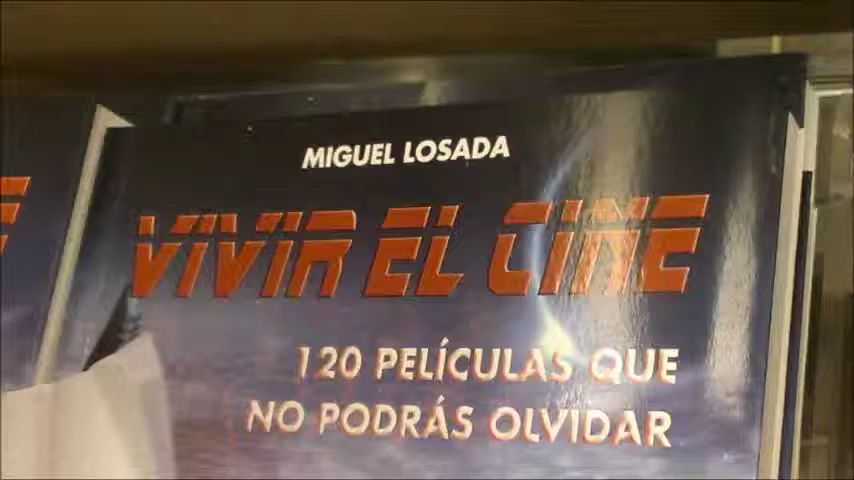 MIGUEL LOSADA
VIVIR EL CINE
120 PELÍCULAS QUE
NO PODRÁS OLVIDAR